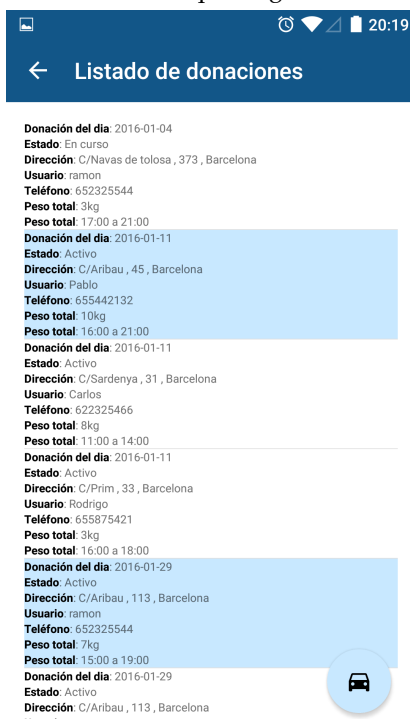 20:19
Listado de donaciones
Donación del dia: 2016-01-04
Estado: En curso
Dirección: C/Navas de tolosa , 373 , Barcelona
Usuario: ramon
Teléfono: 652325544
Peso total: 3kg
Peso total: 17:00 a 21:00
Donación del dia: 2016-01-11
Estado: Activo
Dirección: C/Aribau , 45 , Barcelona
Usuario: Pablo
Teléfono: 655442132
Peso total: 10kg
Peso total: 16:00 a 21:00
Donación del dia: 2016-01-11
Estado: Activo
Dirección: C/Sardenya , 31 , Barcelona
Usuario: Carlos
Teléfono: 622325466
Peso total: 8kg
Peso total: 11:00 a 14:00
Donación del dia: 2016-01-11
Estado: Activo
Dirección: C/Prim , 33 , Barcelona
Usuario: Rodrigo
Teléfono: 655875421
Peso total: 3kg
Peso total: 16:00 a 18:00
Donación del dia: 2016-01-29
Estado: Activo
Dirección: C/Aribau , 113 , Barcelona
Usuario: ramon
Teléfono: 652325544
Peso total: 7kg
Peso total: 15:00 a 19:00
Donación del dia: 2016-01-29
Estado: Activo
Dirección: C/Aribau , 113 , Barcelona